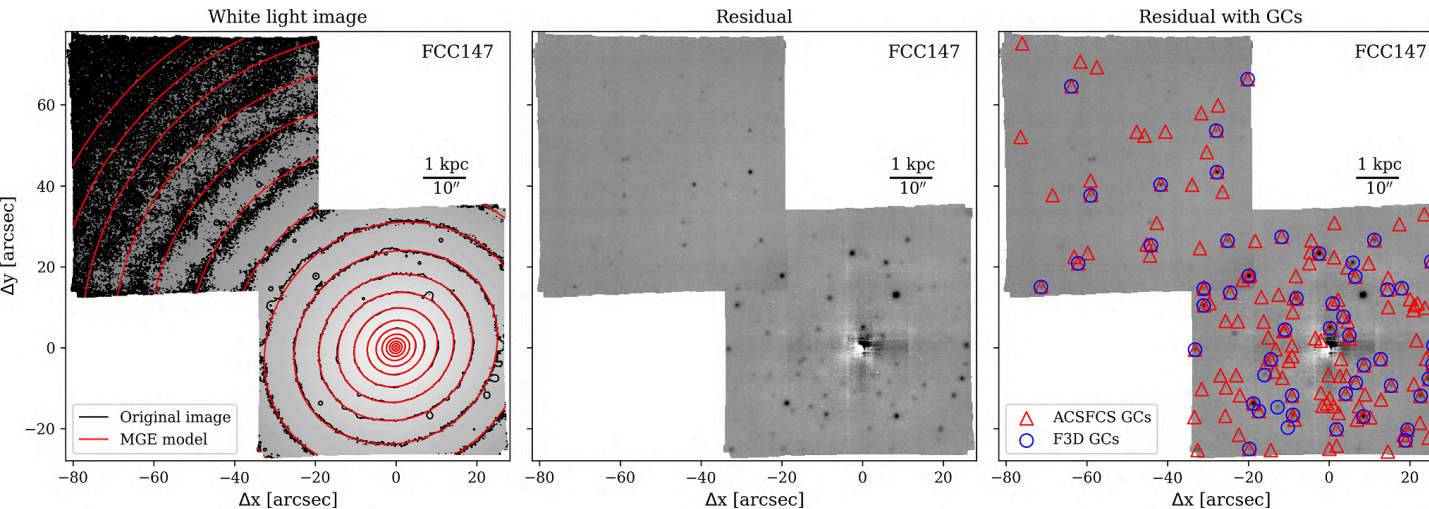 White light image
Residual
Residual with GCs
FCC147
FCC147
1 kpc
10″
1 kpc
10″
1 kpc
10″
Δy [arcsec]
60
40
20
0
−20
Original image
MGE model
ACSFCS GCs
F3D GCs
−80 −60 −40 −20 0 20
−80 −60 −40 −20 0 20
−80 −60 −40 −20 0 20
Δx [arcsec]
Δx [arcsec]
Δx [arcsec]